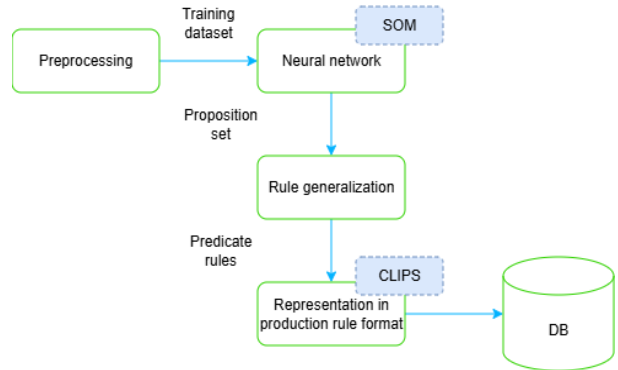 Training
dataset
SOM
Preprocessing
Neural network
Proposition
set
Rule generalization
Predicate
rules
CLIPS
Representation in
production rule format
DB